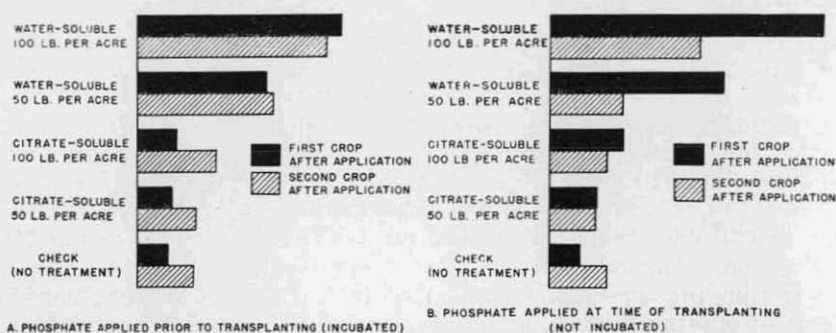 WATER-SOLUBLE
100 LB. PER ACRE
WATER-SOLUBLE
50 LB. PER ACRE
CITRATE-SOLUBLE
100 LB. PER ACRE
CITRATE-SOLUBLE
50 LB. PER ACRE
CHECK
(NO TREATMENT)
FIRST CROP
AFTER APPLICATION
SECOND CROP
AFTER APPLICATION
A. PHOSPHATE APPLIED PRIOR TO TRANSPLANTING (INCUBATED)
WATER-SOLUBLE
100 LB. PER ACRE
WATER-SOLUBLE
50 LB. PER ACRE
CITRATE-SOLUBLE
100 LB PER ACRE
CITRATE-SOLUBLE
50 LB. PER ACRE
CHECK
(NO TREATMENT)
FIRST CROP
AFTER APPLICATION
SECOND CROP
AFTER APPLICATION
B. PHOSPHATE APPLIED AT TIME OF TRANSPLANTING
(NOT INCUBATED)